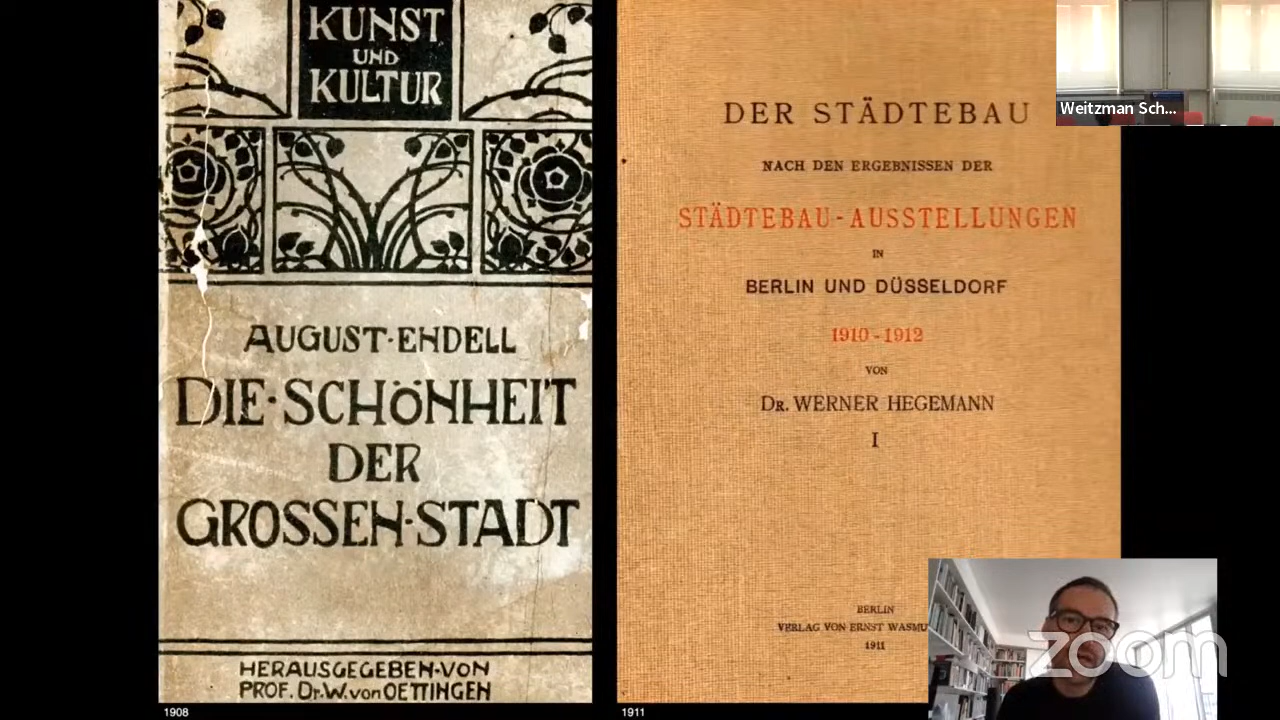 KUNST
UND
KULTUR
AUGUST·ENDELL
DIE·SCHÖNHEIT
DER
GROSSEN·STADT
HERAUSGEGEBEN·VON
PROF. Dr. W. von OETTINGEN
1908
DER STÄDTEBAU
NACH DEN ERGEBNISSEN DER
STÄDTEBAU-AUSSTELLUNGEN
IN
BERLIN UND DÜSSELDORF
1910-1912
VON
DR. WERNER HEGEMANN
I
BERLIN
VERLAG VON ERNST
1911
1911
Weitzman Sch...
zoom